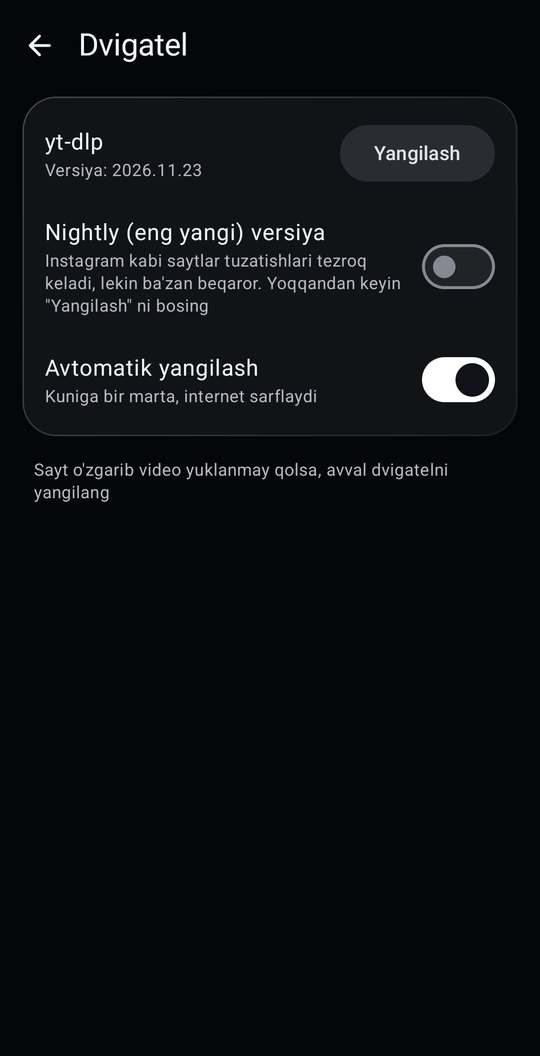 Dvigatel
yt-dlp
Versiya: 2026.11.23
Yangilash
Nightly (eng yangi) versiya
Instagram kabi saytlar tuzatishlari tezroq
keladi, lekin ba'zan beqaror. Yoqqandan keyin
"Yangilash" ni bosing
Avtomatik yangilash
Kuniga bir marta, internet sarflaydi
Sayt o'zgarib video yuklanmay qolsa, avval dvigatelni
yangilang